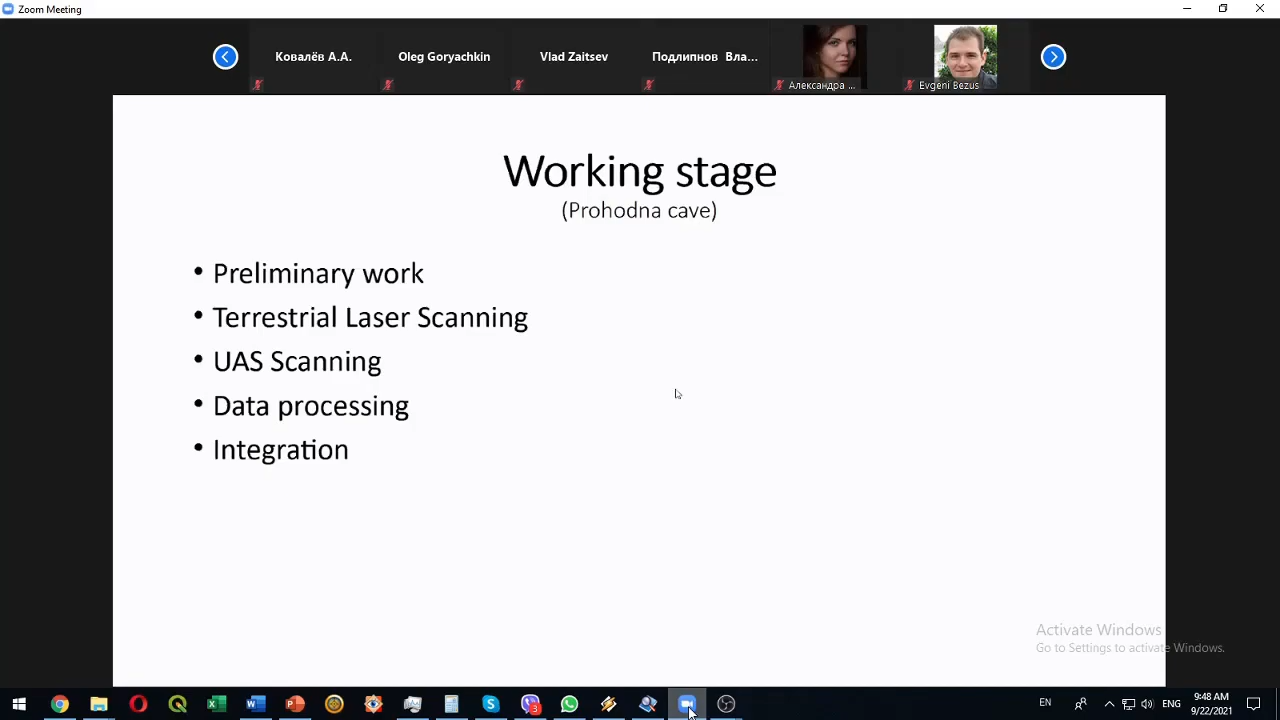 Zoom Meeting
Ковалёв А.А.
Oleg Goryachkin
Vlad Zaitsev
Подлипнов Вла...
Александра ...
Evgeni Bezus
Working stage
(Prohodna cave)
• Preliminary work
• Terrestrial Laser Scanning
• UAS Scanning
• Data processing
• Integration
Activate Windows
Go to Settings to activate Windows.
EN
ENG
9:48 AM
9/22/2021